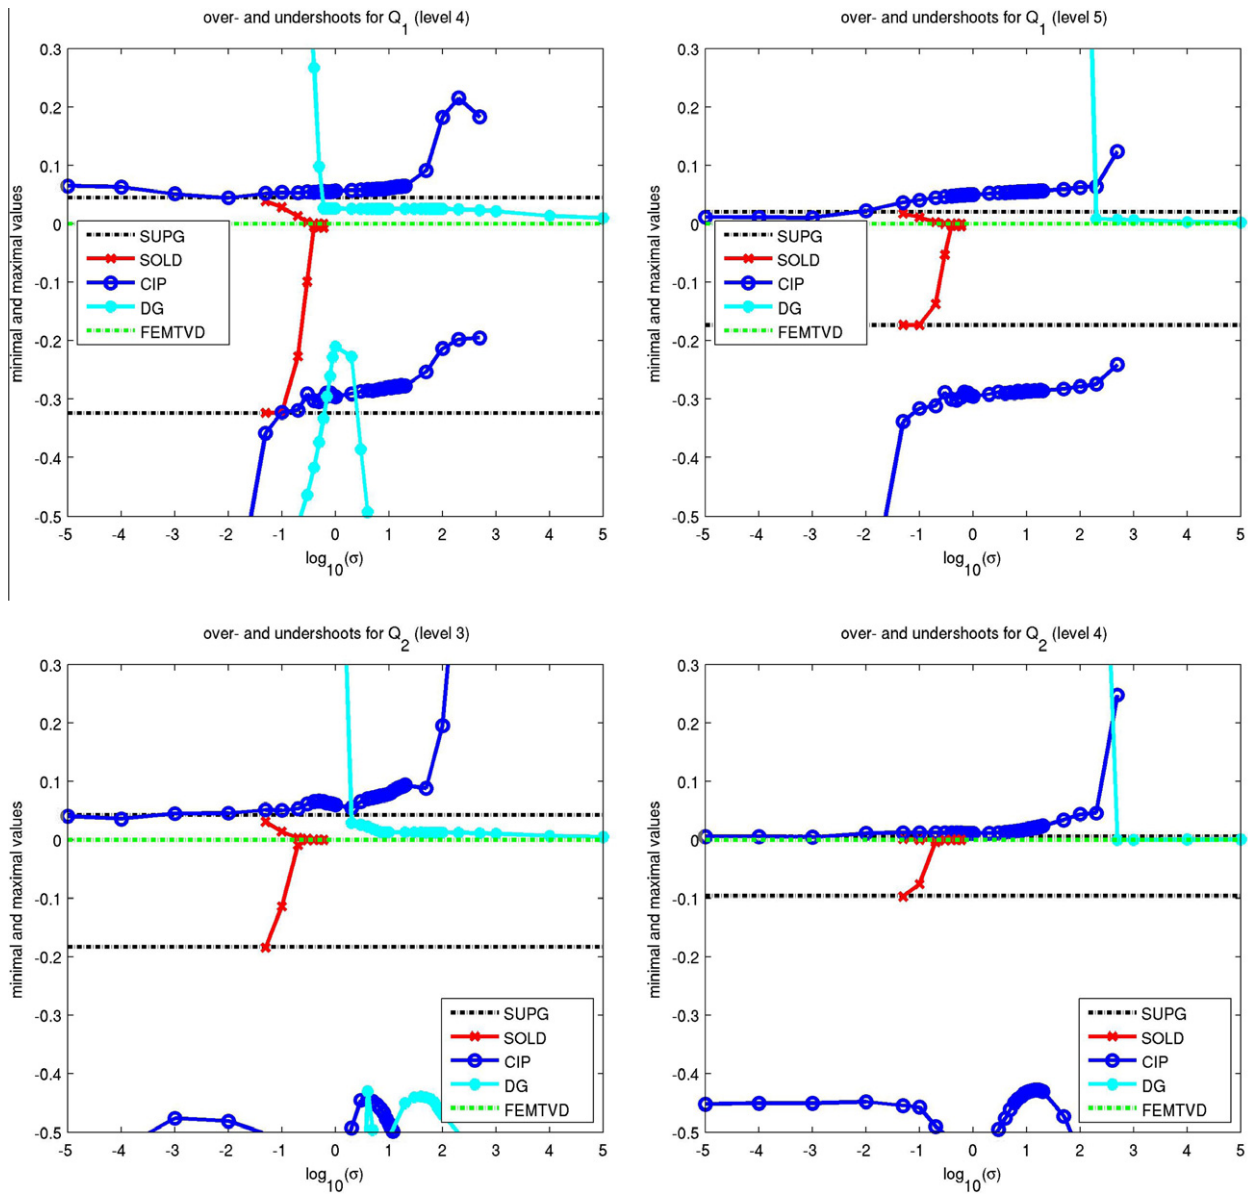 over- and undershoots for Q1 (level 4)
minimal and maximal values
0.3
0.2
0.1
0
-0.1
-0.2
-0.3
-0.4
-0.5
SUPG
SOLD
CIP
DG
FEMTVD
-5 -4 -3 -2 -1 0 1 2 3 4 5
log10(σ)
over- and undershoots for Q1 (level 5)
minimal and maximal values
0.3
0.2
0.1
0
-0.1
-0.2
-0.3
-0.4
-0.5
SUPG
SOLD
CIP
DG
FEMTVD
-5 -4 -3 -2 -1 0 1 2 3 4 5
log10(σ)
over- and undershoots for Q2 (level 3)
minimal and maximal values
0.3
0.2
0.1
0
-0.1
-0.2
-0.3
-0.4
-0.5
SUPG
SOLD
CIP
DG
FEMTVD
-5 -4 -3 -2 -1 0 1 2 3 4 5
log10(σ)
over- and undershoots for Q2 (level 4)
minimal and maximal values
0.3
0.2
0.1
0
-0.1
-0.2
-0.3
-0.4
-0.5
SUPG
SOLD
CIP
DG
FEMTVD
-5 -4 -3 -2 -1 0 1 2 3 4 5
log10(σ)